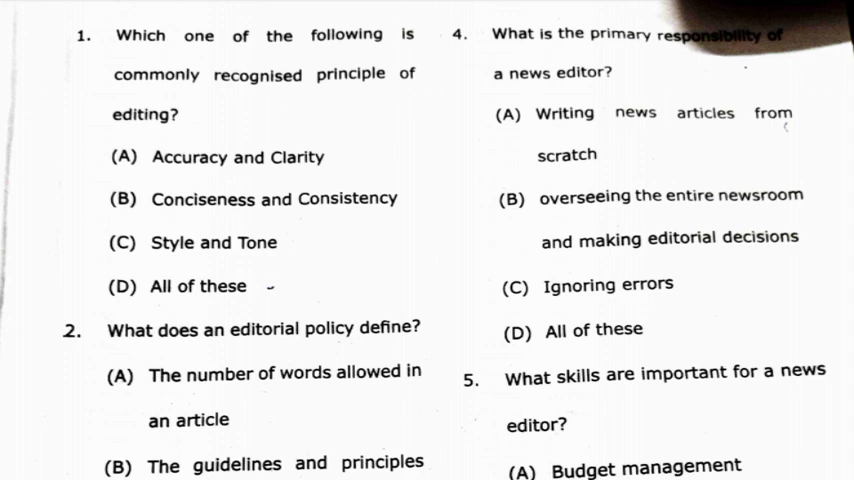 1. Which one of the following is
commonly recognised principle of
editing?
(A) Accuracy and Clarity
(B) Conciseness and Consistency
(C) Style and Tone
(D) All of these
2. What does an editorial policy define?
(A) The number of words allowed in
an article
(B) The guidelines and principles
4. What is the primary responsibility of
a news editor?
(A) Writing news articles from
scratch
(B) overseeing the entire newsroom
and making editorial decisions
(C) Ignoring errors
(D) All of these
5. What skills are important for a news
editor?
(A) Budget management